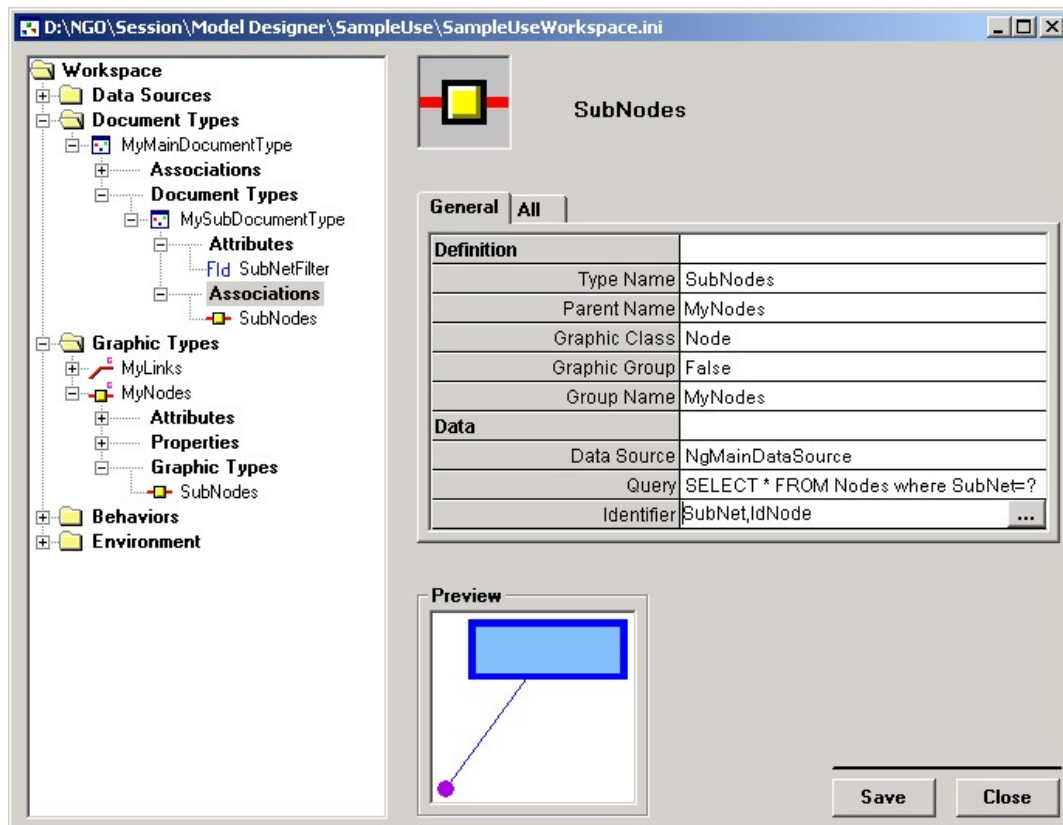 D:\NGO\Session\Model Designer\SampleUse\SampleUseWorkspace.ini
Workspace
Data Sources
Document Types
MyMainDocumentType
Associations
Document Types
MySubDocumentType
Attributes
Fld SubNetFilter
Associations
SubNodes
Graphic Types
MyLinks
MyNodes
Attributes
Properties
Graphic Types
SubNodes
Behaviors
Environment
SubNodes
General All
Definition
Type Name SubNodes
Parent Name MyNodes
Graphic Class Node
Graphic Group False
Group Name MyNodes
Data
Data Source NgMainDataSource
Query SELECT * FROM Nodes where SubNet=?
Identifier SubNet,IdNode ...
Preview
Save Close